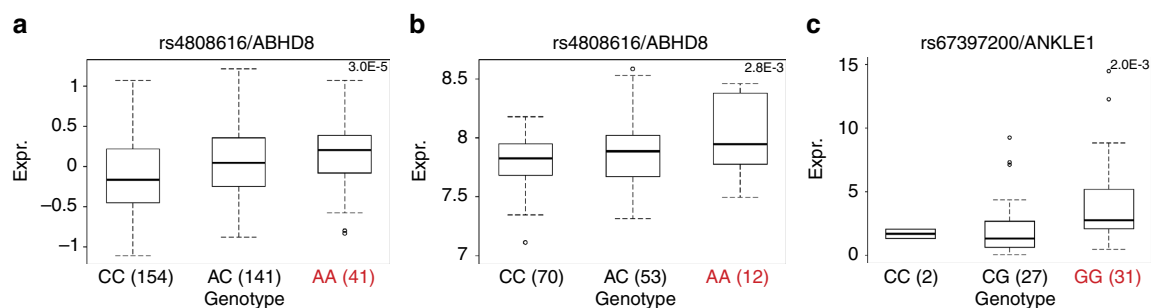 a
rs4808616/ABHD8
3.0E-5
Expr.
1
0.5
0
−0.5
−1
CC (154) AC (141) AA (41)
Genotype
b
rs4808616/ABHD8
2.8E-3
Expr.
8.5
8
7.5
7
CC (70) AC (53) AA (12)
Genotype
c
rs67397200/ANKLE1
2.0E-3
Expr.
15
10
5
0
CC (2) CG (27) GG (31)
Genotype